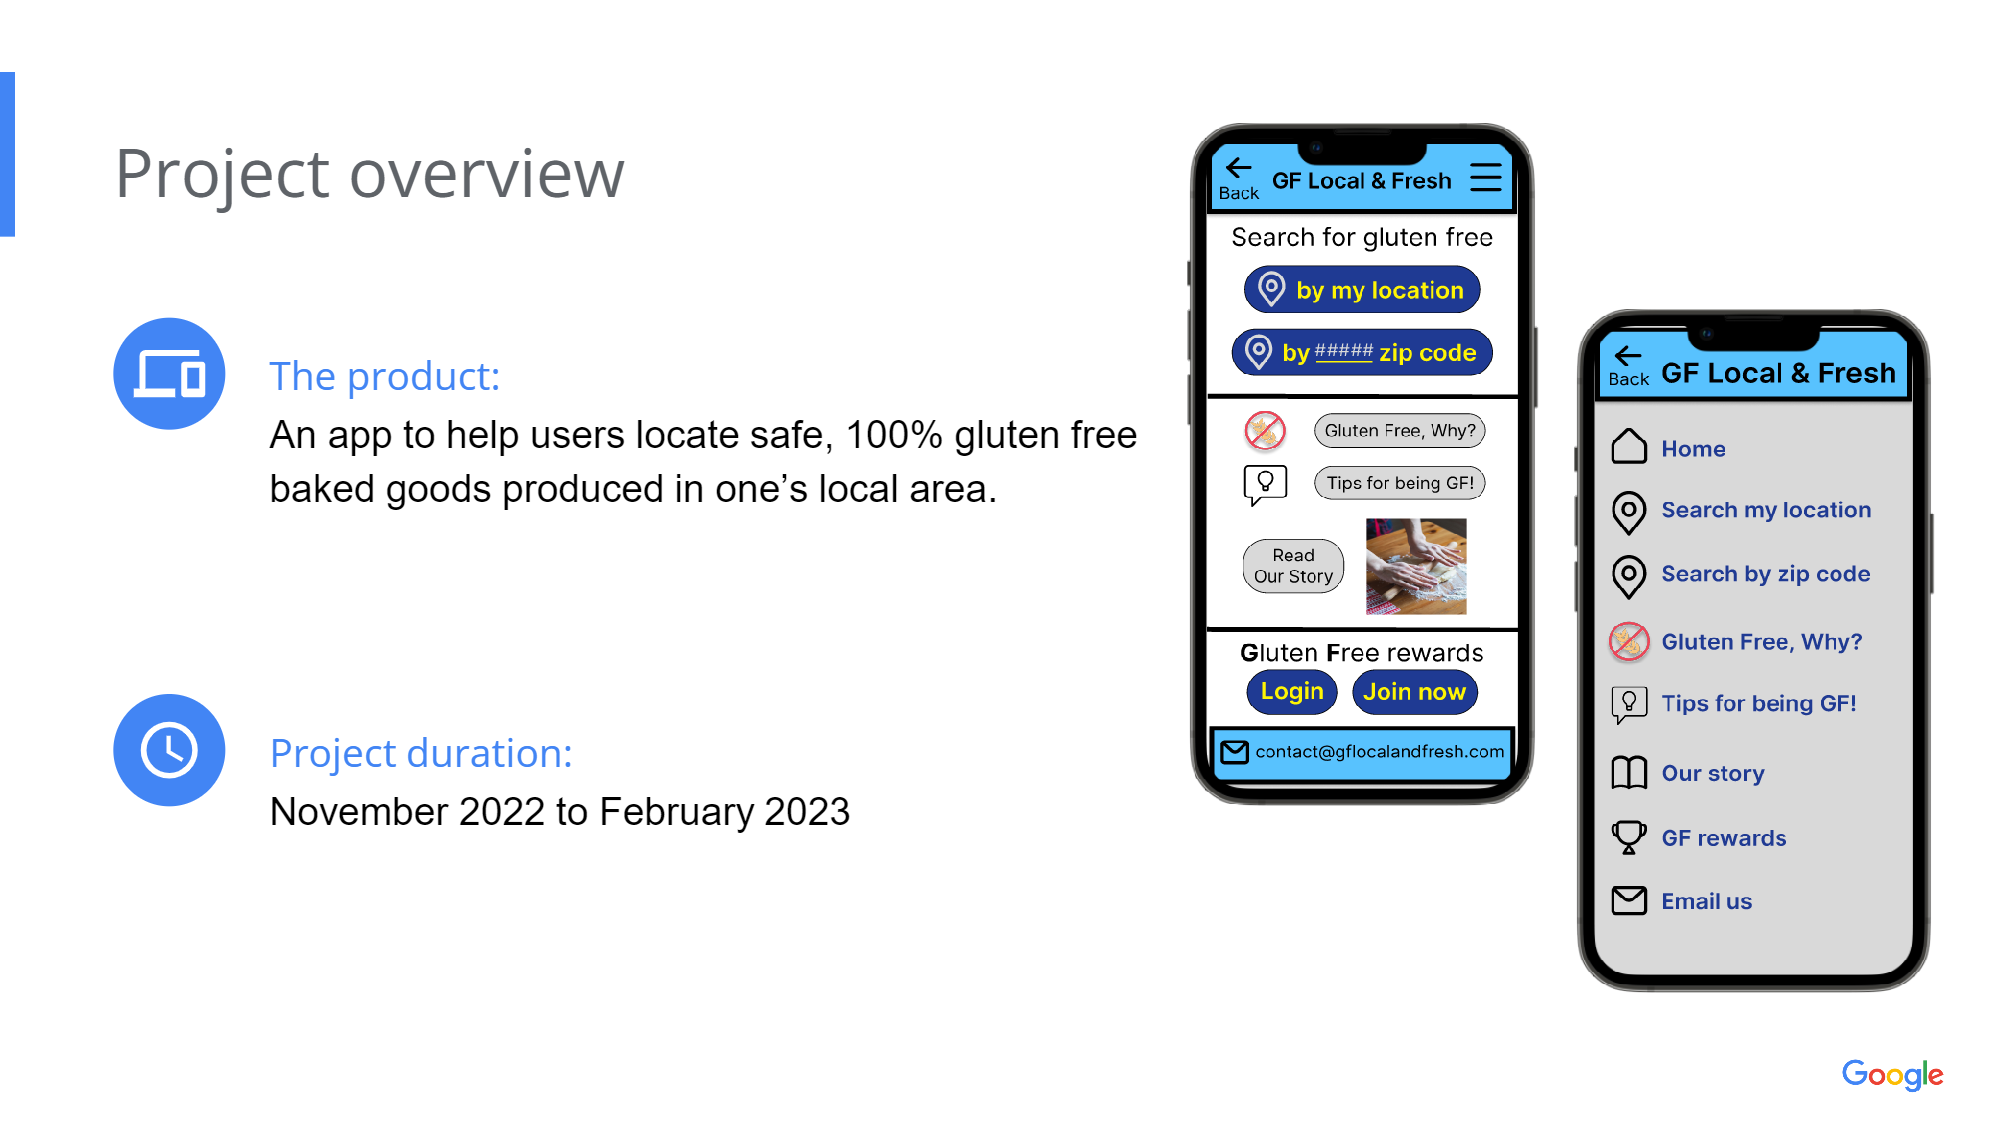 Project overview
The product:
An app to help users locate safe, 100% gluten free
baked goods produced in one’s local area.
Project duration:
November 2022 to February 2023
Back
GF Local & Fresh
Search for gluten free
by my location
by ##### zip code
Gluten Free, Why?
Tips for being GF!
Read
Our Story
Gluten Free rewards
Login
Join now
contact@gflocalandfresh.com
Back
GF Local & Fresh
Home
Search my location
Search by zip code
Gluten Free, Why?
Tips for being GF!
Our story
GF rewards
Email us
Google